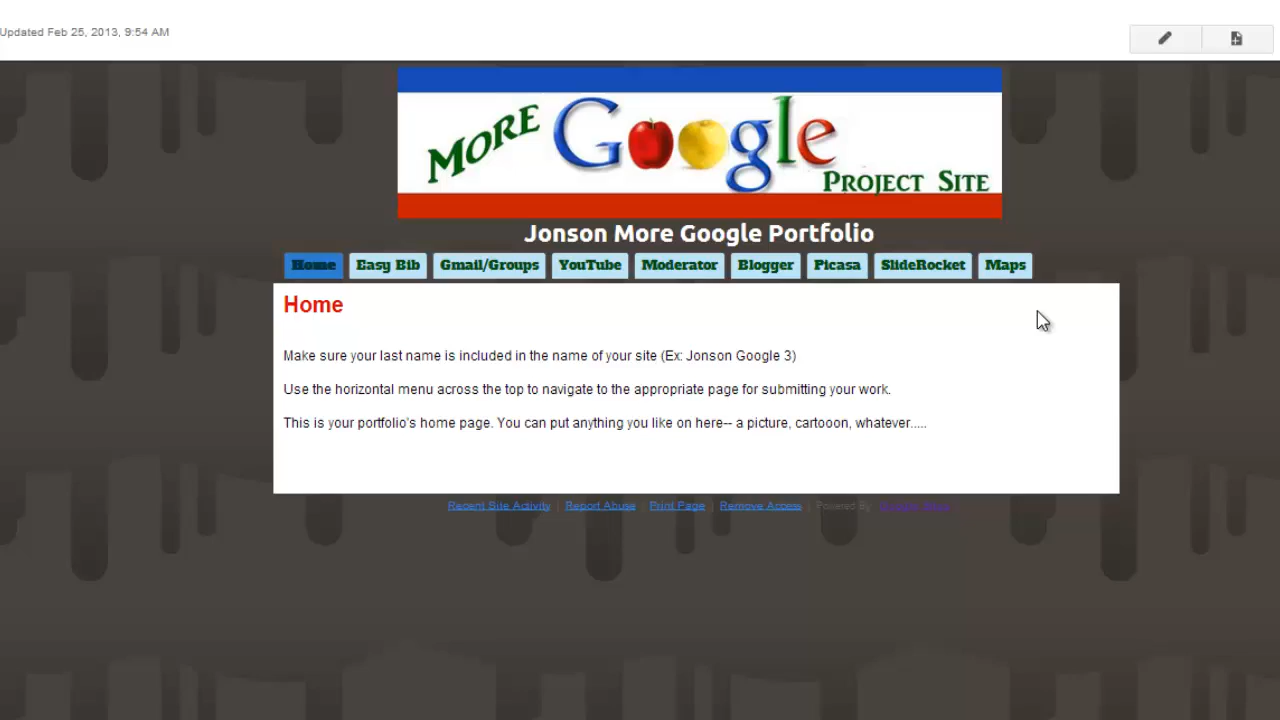 Updated Feb 25, 2013, 9:54 AM
MORE Google PROJECT SITE
Jonson More Google Portfolio
Home Easy Bib Gmail/Groups YouTube Moderator Blogger Picasa SlideRocket Maps
Home
Make sure your last name is included in the name of your site (Ex: Jonson Google 3)
Use the horizontal menu across the top to navigate to the appropriate page for submitting your work.
This is your portfolio's home page. You can put anything you like on here-- a picture, cartooon, whatever.....
Recent Site Activity | Report Abuse | Print Page | Remove Access | Powered By